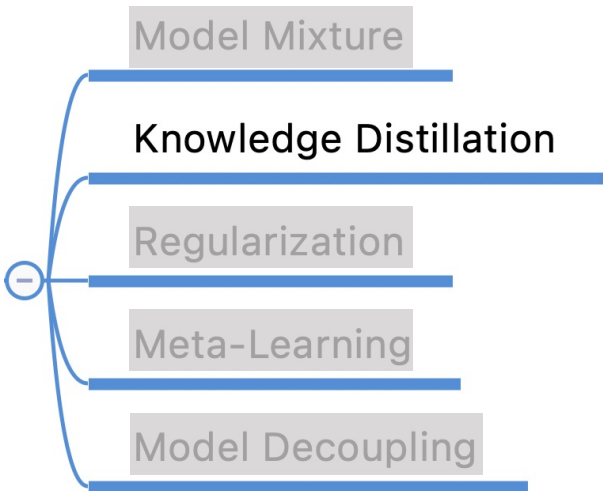 Model Mixture
Knowledge Distillation
Regularization
Meta-Learning
Model Decoupling